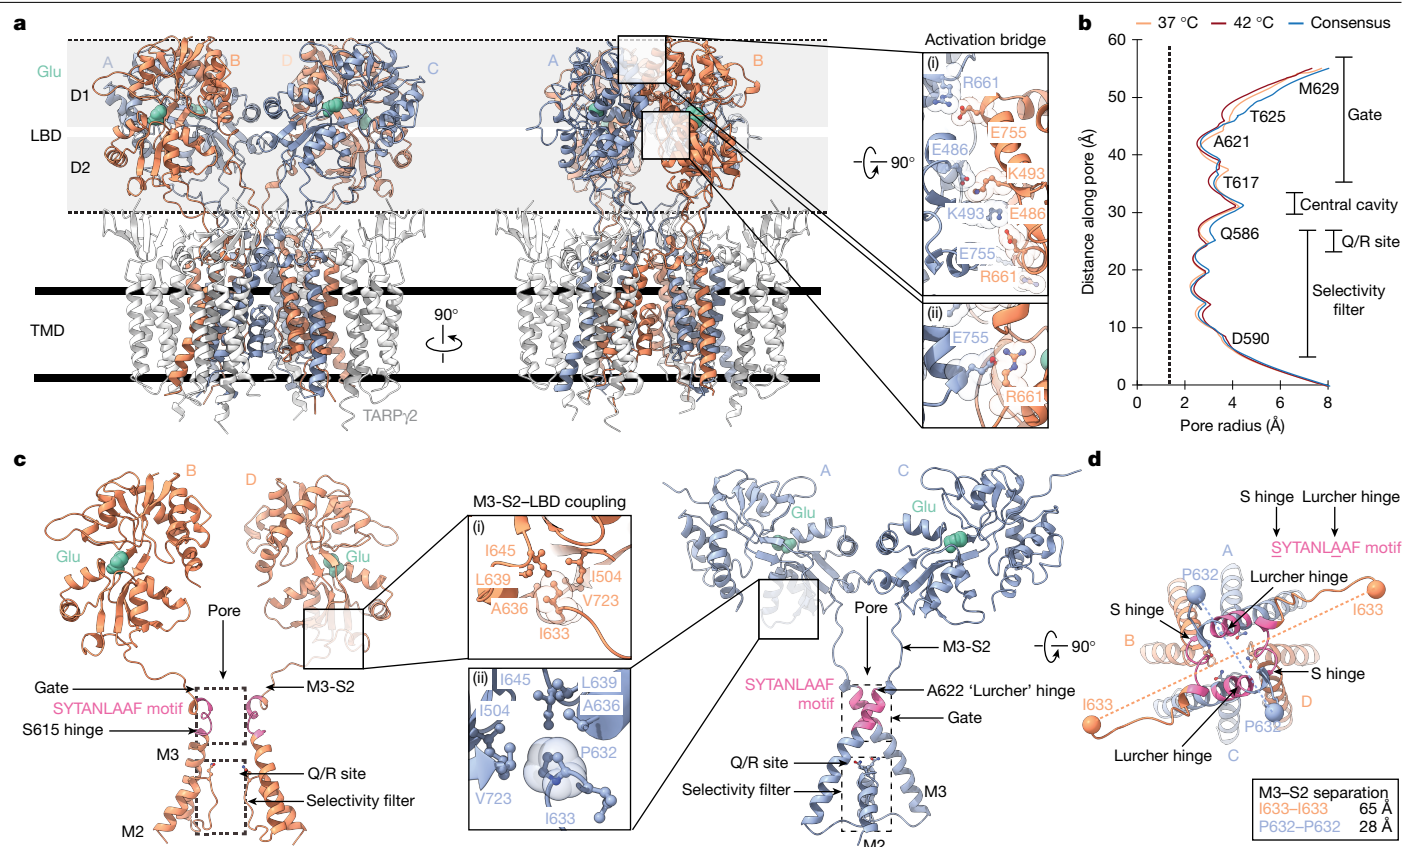 a
A
B
D
C
Glu
D1
LBD
D2
TMD
90°
TARPγ2
A
B
90°
Activation bridge
(i)
R661
E755
E486
K493
K493
E486
E755
R661
(ii)
E755
R661
b
37 °C
42 °C
Consensus
Distance along pore (Å)
60
50
40
30
20
10
0
0
2
4
6
8
Pore radius (Å)
M629
T625
A621
T617
Q586
D590
Gate
Central cavity
Q/R site
Selectivity
filter
c
B
D
Glu
Glu
Pore
Gate
SYTANLAAF motif
S615 hinge
M3
M3-S2
Q/R site
Selectivity filter
M2
M3-S2–LBD coupling
(i)
I645
L639
A636
I504
V723
I633
(ii)
I645
L639
I504
A636
P632
V723
I633
A
C
Glu
Glu
Pore
M3-S2
SYTANLAAF
motif
A622 ‘Lurcher’ hinge
Gate
Q/R site
Selectivity filter
M3
M2
90°
d
S hinge Lurcher hinge
SYTANLAAF motif
A
P632
Lurcher hinge
I633
S hinge
B
S hinge
D
I633
P632
C
Lurcher hinge
M3–S2 separation
I633–I633 65 Å
P632–P632 28 Å